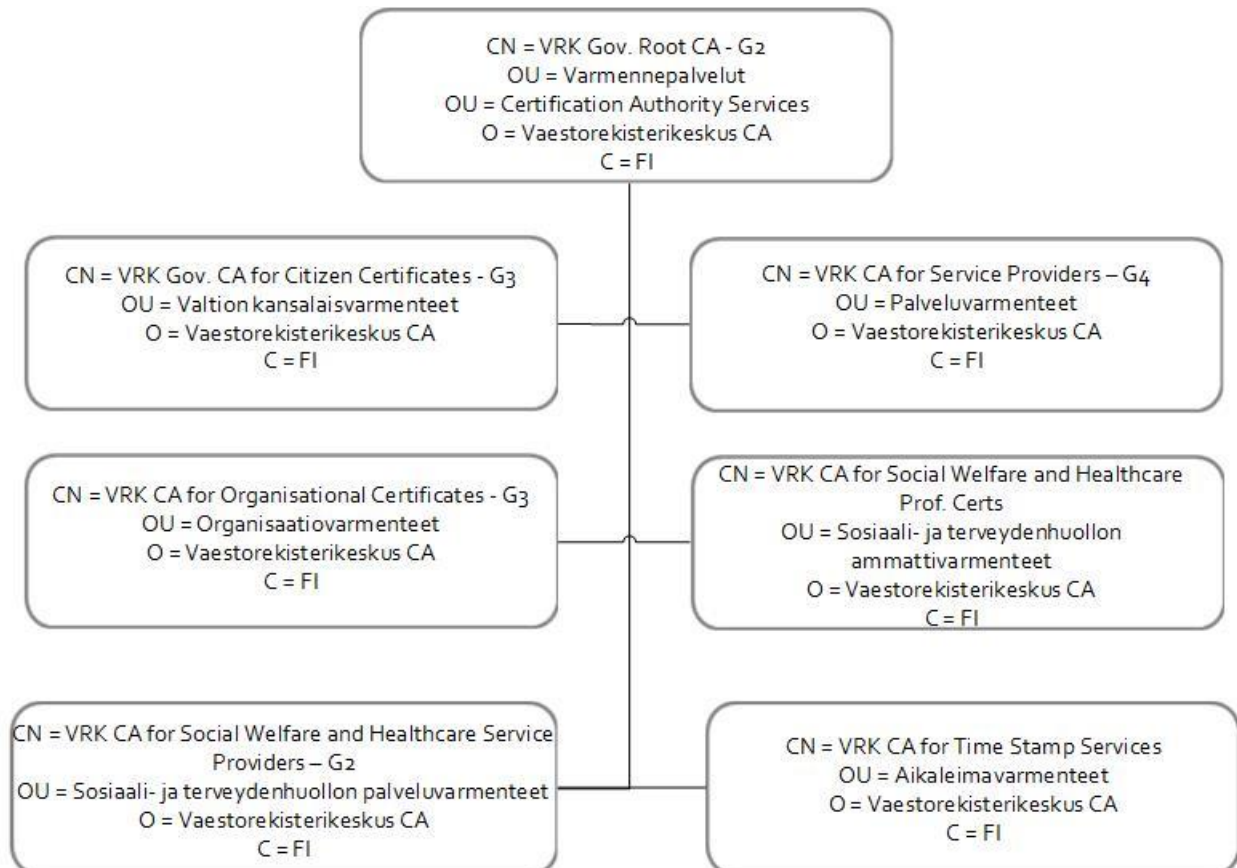 CN = VRK Gov. Root CA - G2
OU = Varmennepalvelut
OU = Certification Authority Services
O = Vaestorekisterikeskus CA
C = FI
CN = VRK Gov. CA for Citizen Certificates - G3
OU = Valtion kansalaisvarmenteet
O = Vaestorekisterikeskus CA
C = FI
CN = VRK CA for Service Providers – G4
OU = Palveluvarmenteet
O = Vaestorekisterikeskus CA
C = FI
CN = VRK CA for Organisational Certificates - G3
OU = Organisaatiovarmenteet
O = Vaestorekisterikeskus CA
C = FI
CN = VRK CA for Social Welfare and Healthcare
Prof. Certs
OU = Sosiaali- ja terveydenhuollon
ammattivarmenteet
O = Vaestorekisterikeskus CA
C = FI
CN = VRK CA for Social Welfare and Healthcare Service
Providers – G2
OU = Sosiaali- ja terveydenhuollon palveluvarmenteet
O = Vaestorekisterikeskus CA
C = FI
CN = VRK CA for Time Stamp Services
OU = Aikaleimavarmenteet
O = Vaestorekisterikeskus CA
C = FI